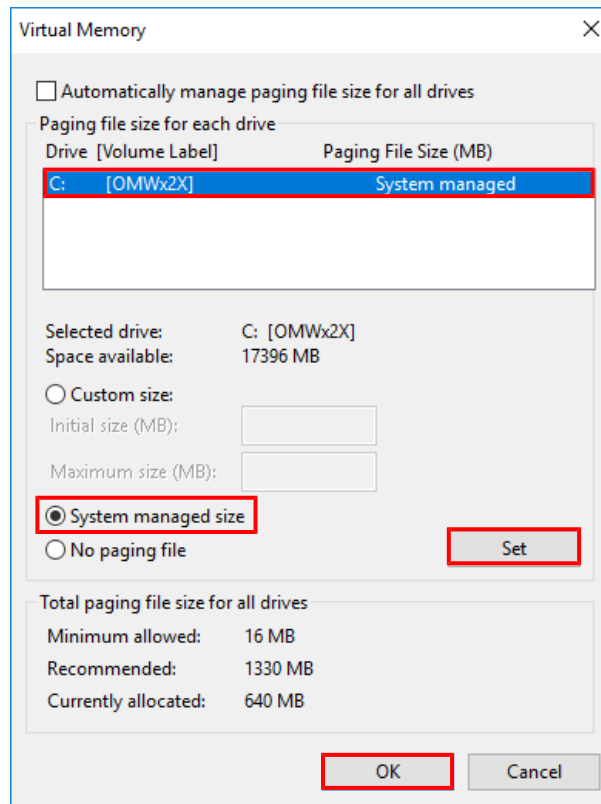 Virtual Memory
Automatically manage paging file size for all drives
Paging file size for each drive
Drive [Volume Label] Paging File Size (MB)
C: [OMWx2X] System managed
Selected drive: C: [OMWx2X]
Space available: 17396 MB
Custom size:
Initial size (MB):
Maximum size (MB):
System managed size
No paging file
Set
Total paging file size for all drives
Minimum allowed: 16 MB
Recommended: 1330 MB
Currently allocated: 640 MB
OK Cancel